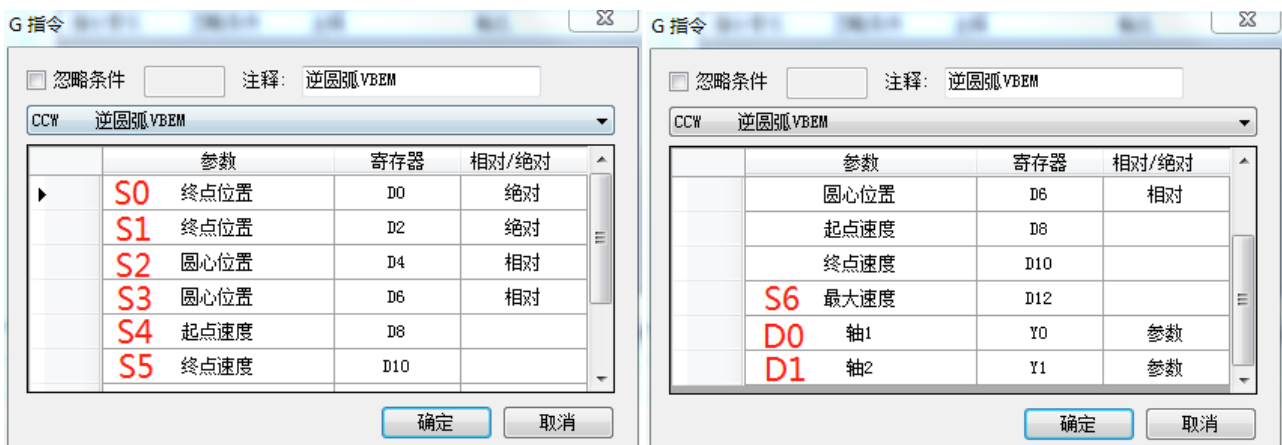 G 指令
忽略条件 注释: 逆圆弧VBEM
CCW 逆圆弧VBEM
参数 寄存器 相对/绝对
S0 终点位置 D0 绝对
S1 终点位置 D2 绝对
S2 圆心位置 D4 相对
S3 圆心位置 D6 相对
S4 起点速度 D8
S5 终点速度 D10
确定 取消
G 指令
忽略条件 注释: 逆圆弧VBEM
CCW 逆圆弧VBEM
参数 寄存器 相对/绝对
圆心位置 D6 相对
起点速度 D8
终点速度 D10
S6 最大速度 D12
D0 轴1 Y0 参数
D1 轴2 Y1 参数
确定 取消